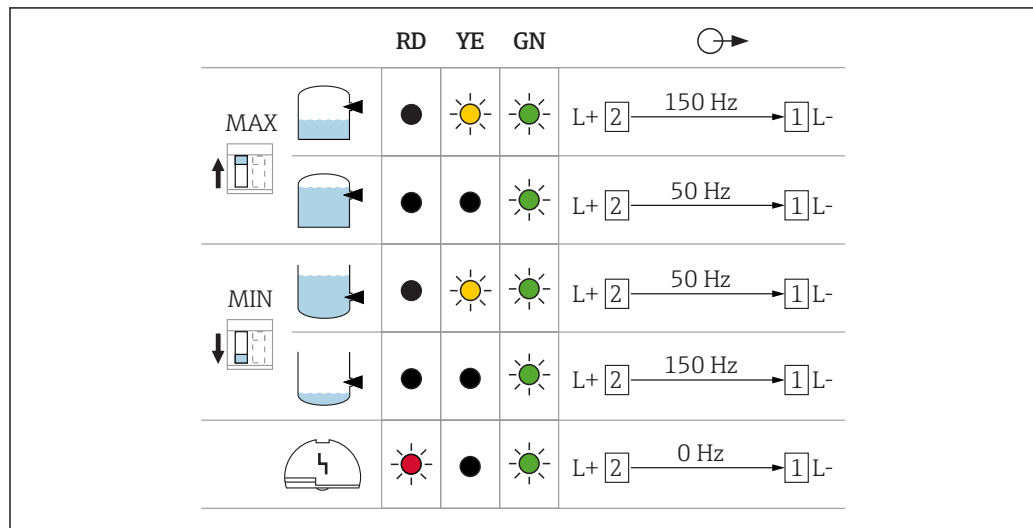 RD YE GN
MAX
L+ 2 150 Hz 1 L-
L+ 2 50 Hz 1 L-
MIN
L+ 2 50 Hz 1 L-
L+ 2 150 Hz 1 L-
L+ 2 0 Hz 1 L-